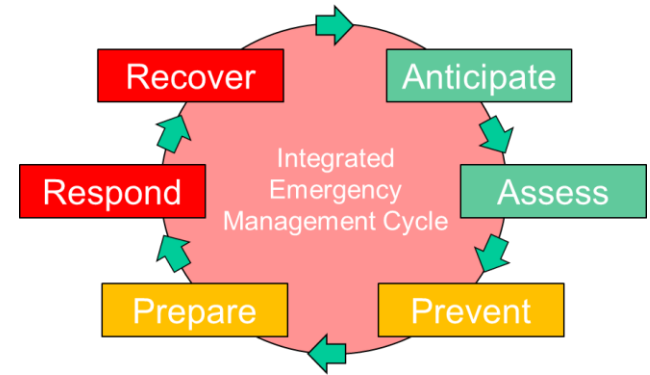 Recover
Anticipate
Integrated
Emergency
Management Cycle
Respond
Assess
Prepare
Prevent